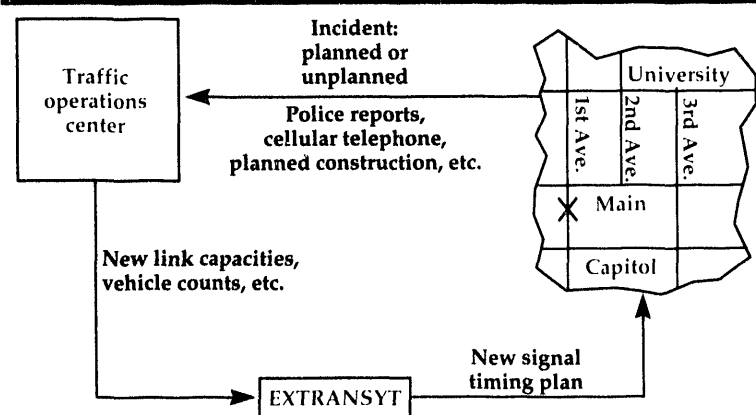 Incident:
planned or
unplanned
Traffic
operations
center
University
1st Ave.
2nd Ave.
3rd Ave.
Police reports,
cellular telephone,
planned construction, etc.
Main
Capitol
New link capacities,
vehicle counts, etc.
New signal
timing plan
EXTRANSYT